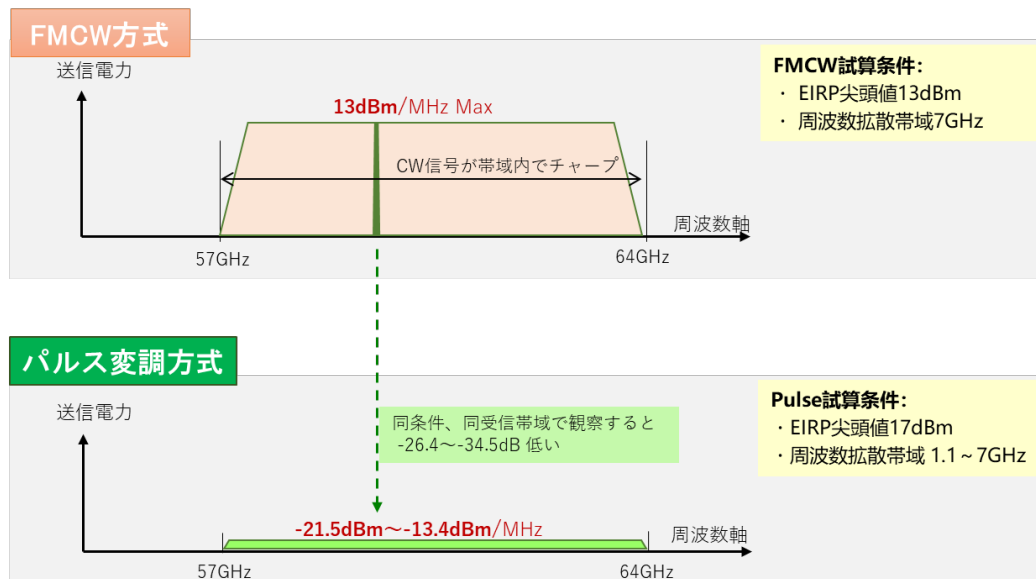 FMCW方式
送信電力
13dBm/MHz Max
CW信号が帯域内でチャープ
周波数軸
57GHz
64GHz
FMCW試算条件:
・ EIRP尖頭値13dBm
・ 周波数拡散帯域7GHz
パルス変調方式
送信電力
同条件、同受信帯域で観察すると
-26.4～-34.5dB 低い
-21.5dBm～-13.4dBm/MHz
周波数軸
57GHz
64GHz
Pulse試算条件:
・EIRP尖頭値17dBm
・周波数拡散帯域 1.1～7GHz